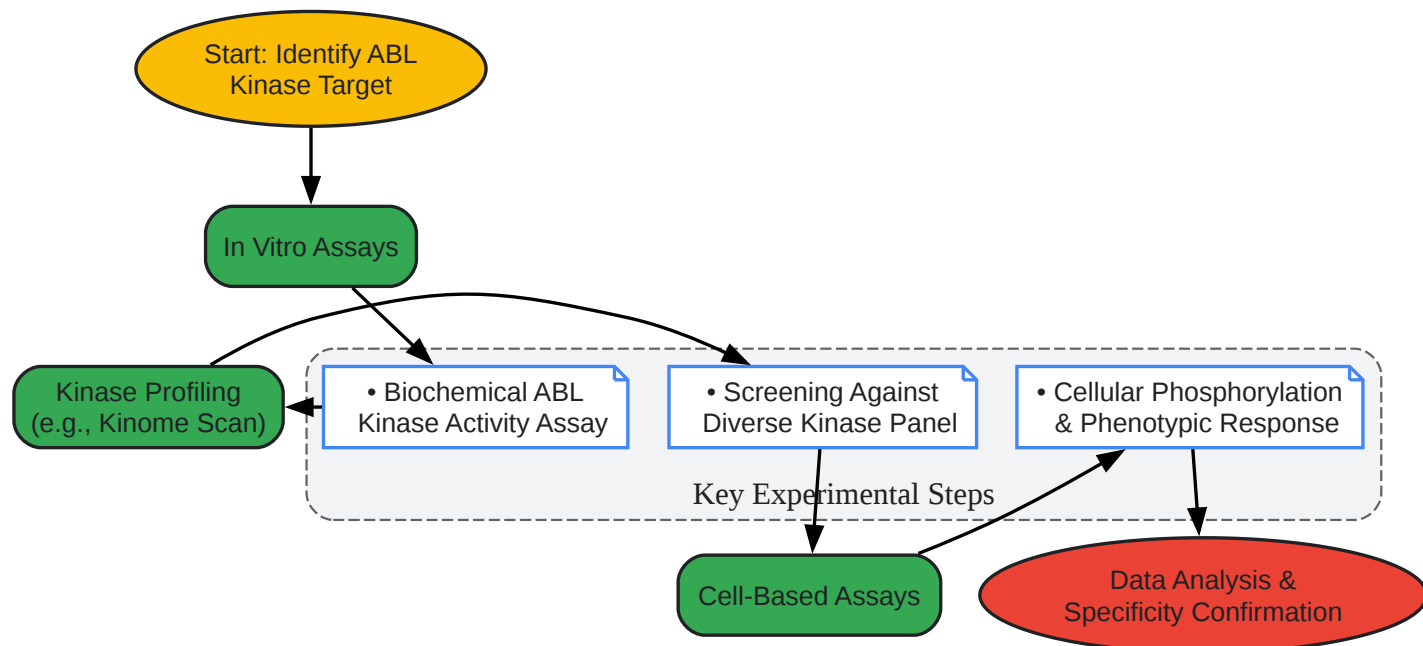 Start: Identify ABL
Kinase Target
In Vitro Assays
Kinase Profiling
(e.g., Kinome Scan)
• Biochemical ABL
Kinase Activity Assay
• Screening Against
Diverse Kinase Panel
• Cellular Phosphorylation
& Phenotypic Response
Key Experimental Steps
Cell-Based Assays
Data Analysis &
Specificity Confirmation